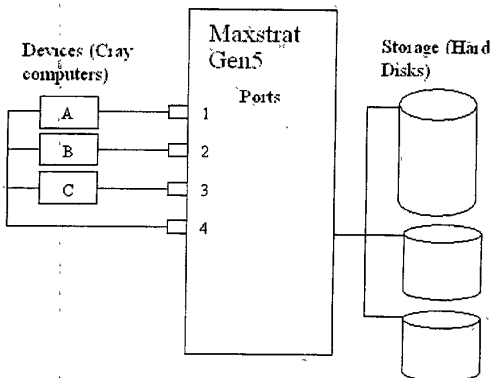 Maxstrat
Gen5
Ports
Devices (Cray
computers)
A
B
C
1
2
3
4
Storage (Hard
Disks)